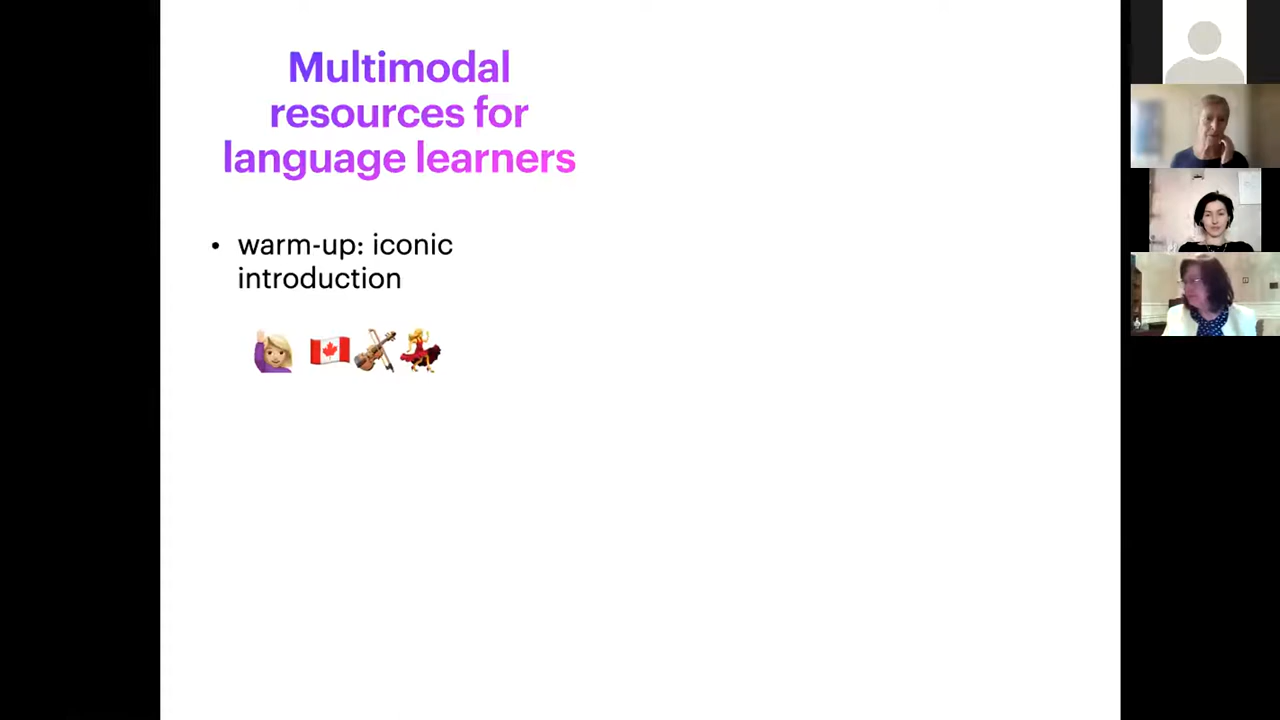 Multimodal
resources for
language learners
• warm-up: iconic
introduction